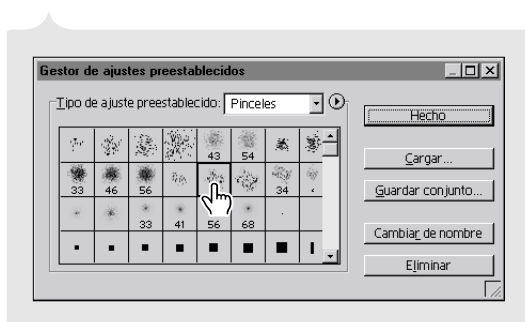 Gestor de ajustes preestablecidos
Tipo de ajuste preestablecido: Pinceles
Hecho
43 54
Cargar...
33 46 56 34
Guardar conjunto...
33 41 56 68
Cambiar de nombre
Eliminar